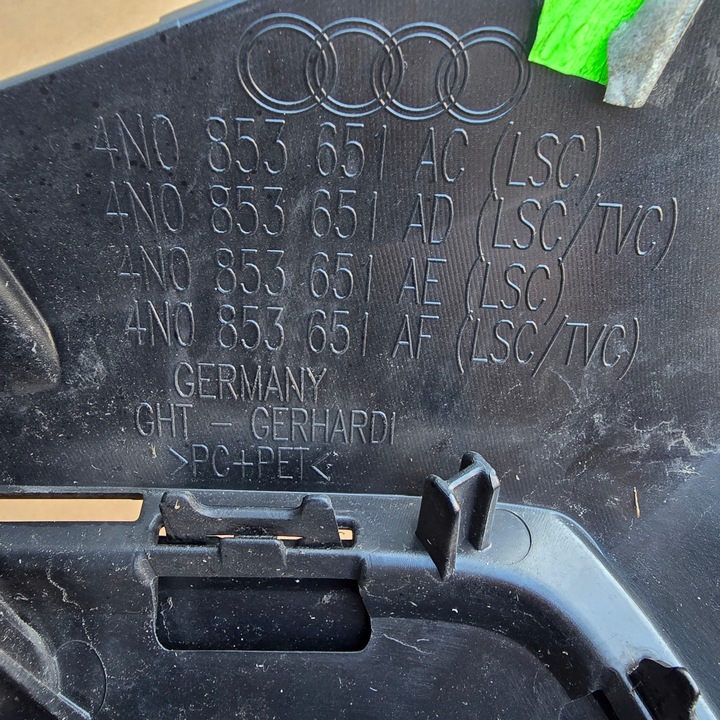 4N0 853 651 AC (LSC)
4N0 853 651 AD (LSC/TVC)
4N0 853 651 AE (LSC)
4N0 853 651 AF (LSC/TVC)
GERMANY
GHT - GERHARDI
>PC+PET<